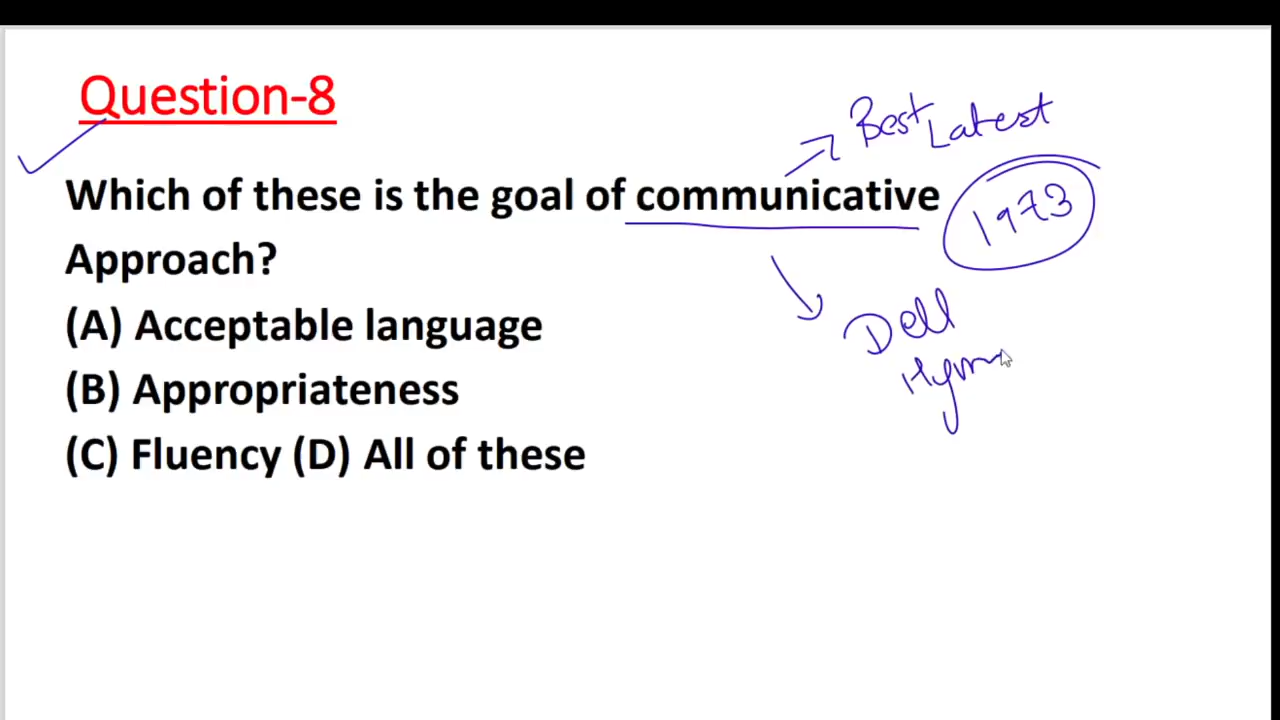 Question-8
Best Latest
Which of these is the goal of communicative
1973
Approach?
(A) Acceptable language
Dell
(B) Appropriateness
Hym
(C) Fluency (D) All of these